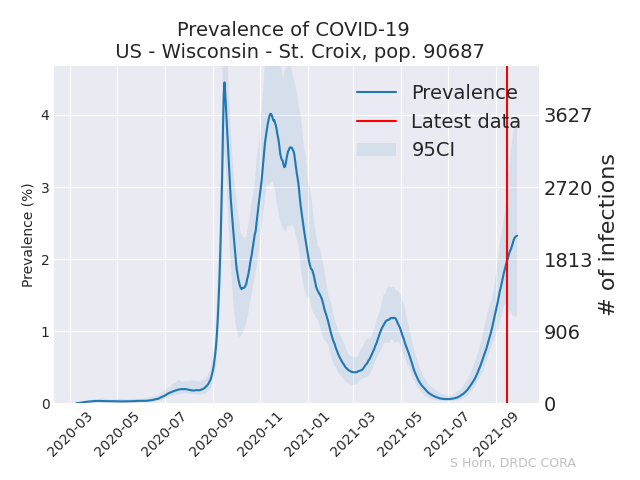 Prevalence of COVID-19
US - Wisconsin - St. Croix, pop. 90687
Prevalence
Latest data
95CI
Prevalence (%)
4
3
2
1
0
3627
2720
1813
906
0
# of infections
2020-03
2020-05
2020-07
2020-09
2020-11
2021-01
2021-03
2021-05
2021-07
2021-09
S Horn, DRDC CORA